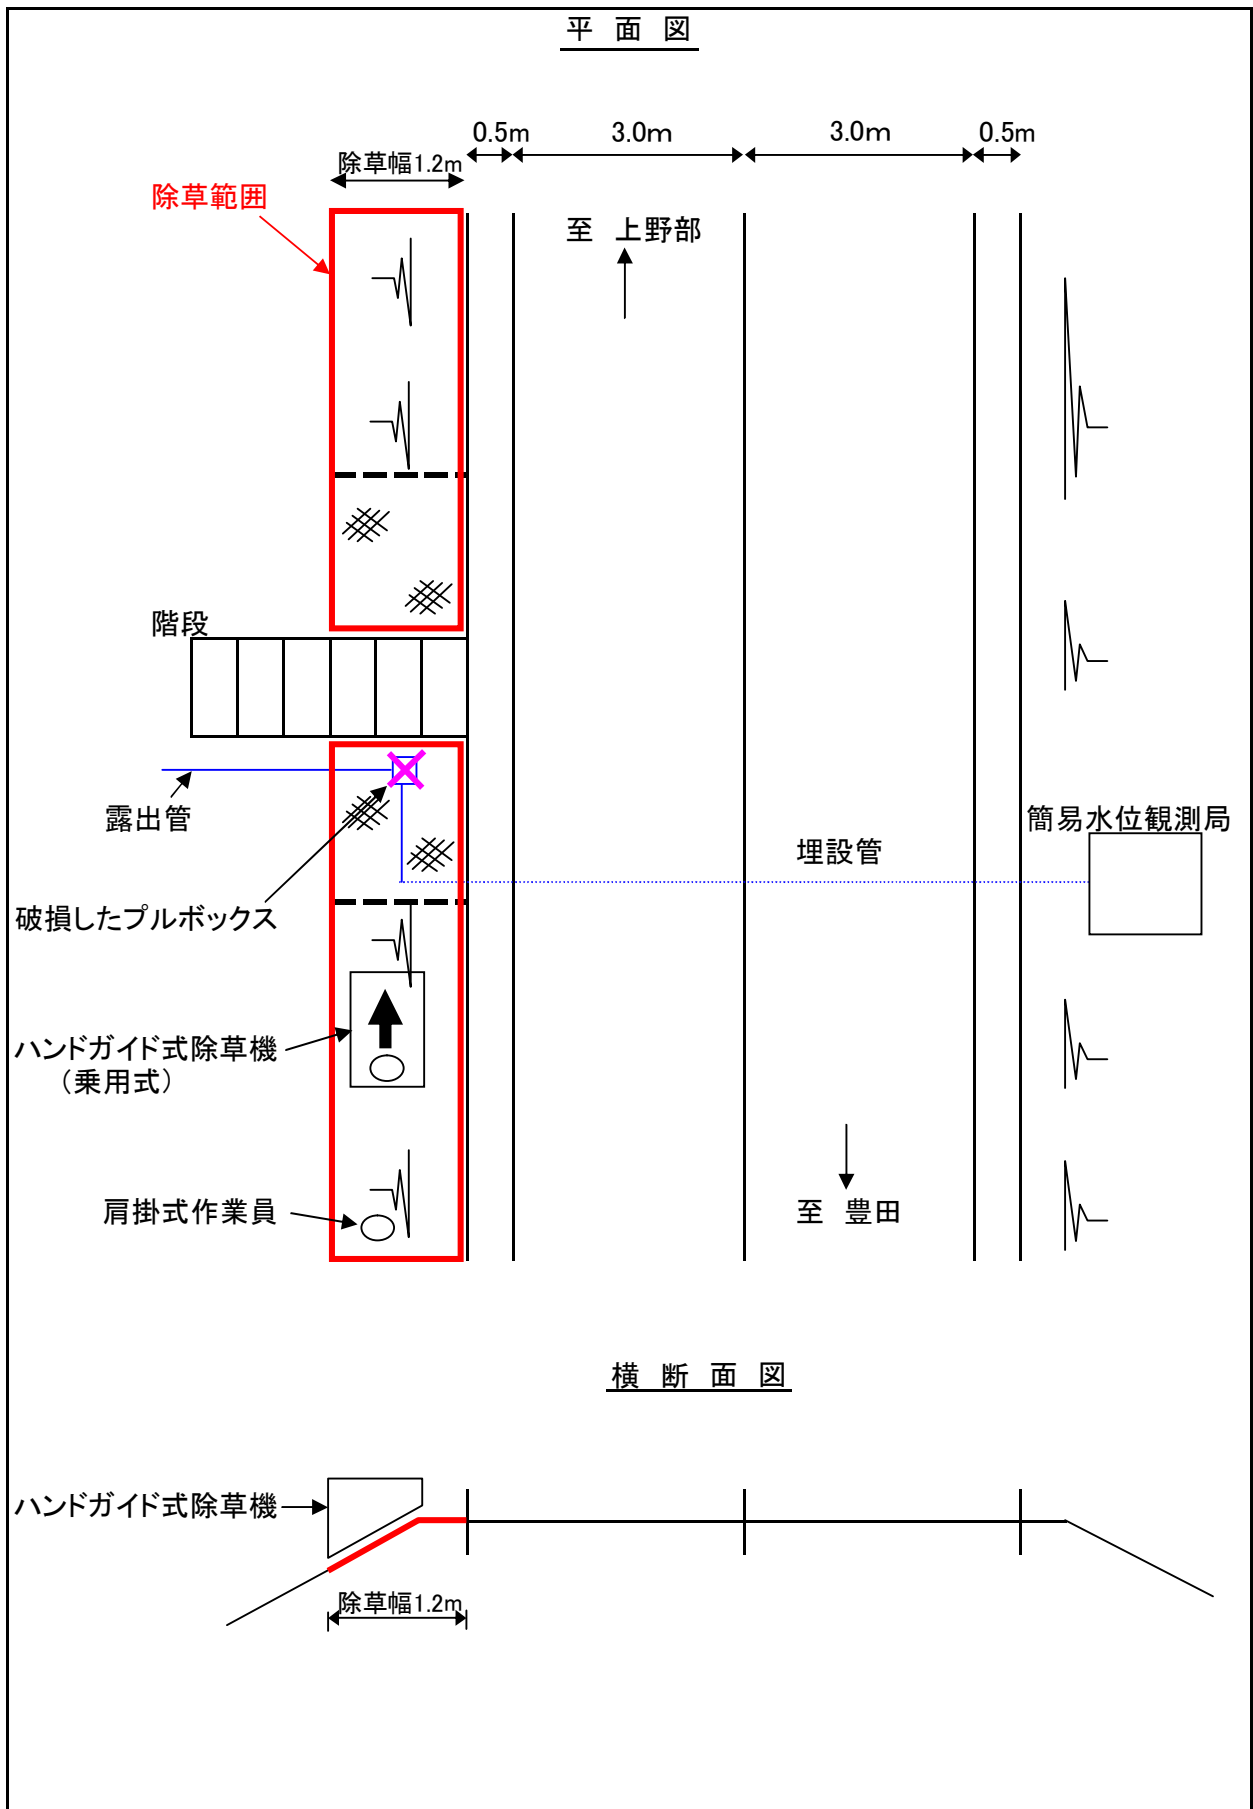 平 面 図
0.5m 3.0m 3.0m 0.5m
除草幅1.2m
除草範囲
至 上野部
階段
露出管
簡易水位観測局
埋設管
破損したプルボックス
ハンドガイド式除草機
（乗用式）
肩掛式作業員
至 豊田
横 断 面 図
ハンドガイド式除草機
除草幅1.2m